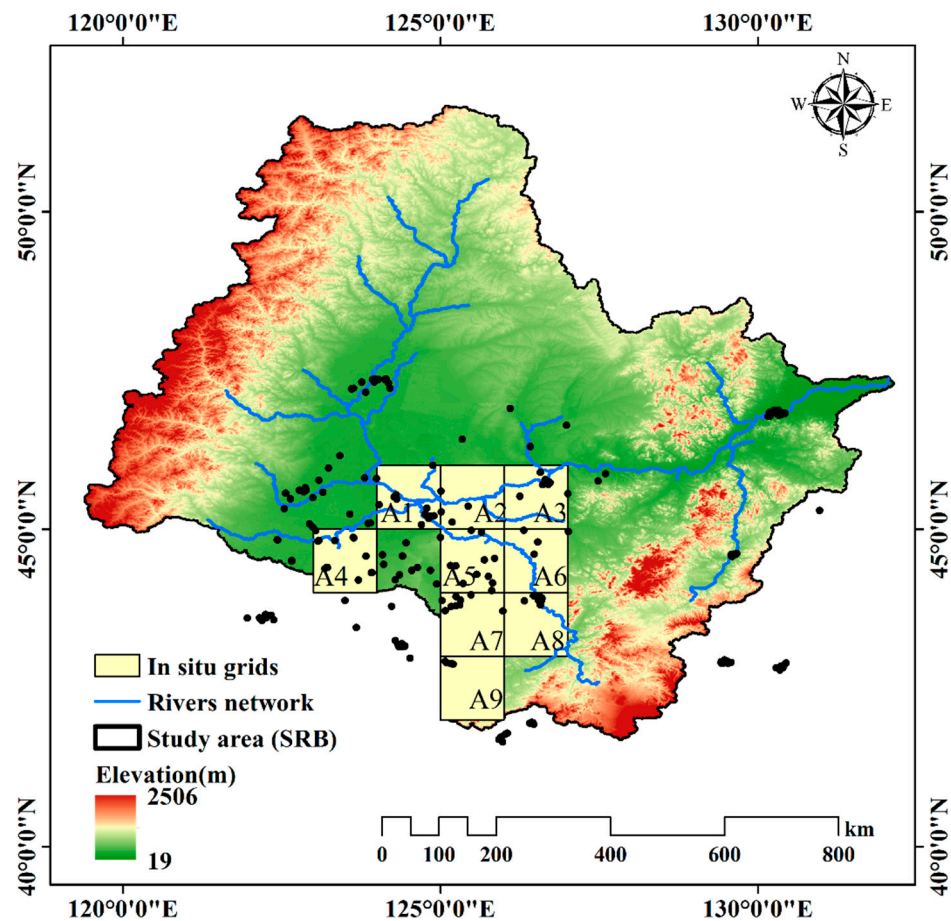 120°0'0"E 125°0'0"E 130°0'0"E
N
W E
S
50°0'0"N 50°0'0"N
45°0'0"N 45°0'0"N
A1 A2 A3
A4 A5 A6
A7 A8
A9
In situ grids
Rivers network
Study area (SRB)
Elevation(m)
2506
19
km
0 100 200 400 600 800
40°0'0"N 40°0'0"N
120°0'0"E 125°0'0"E 130°0'0"E